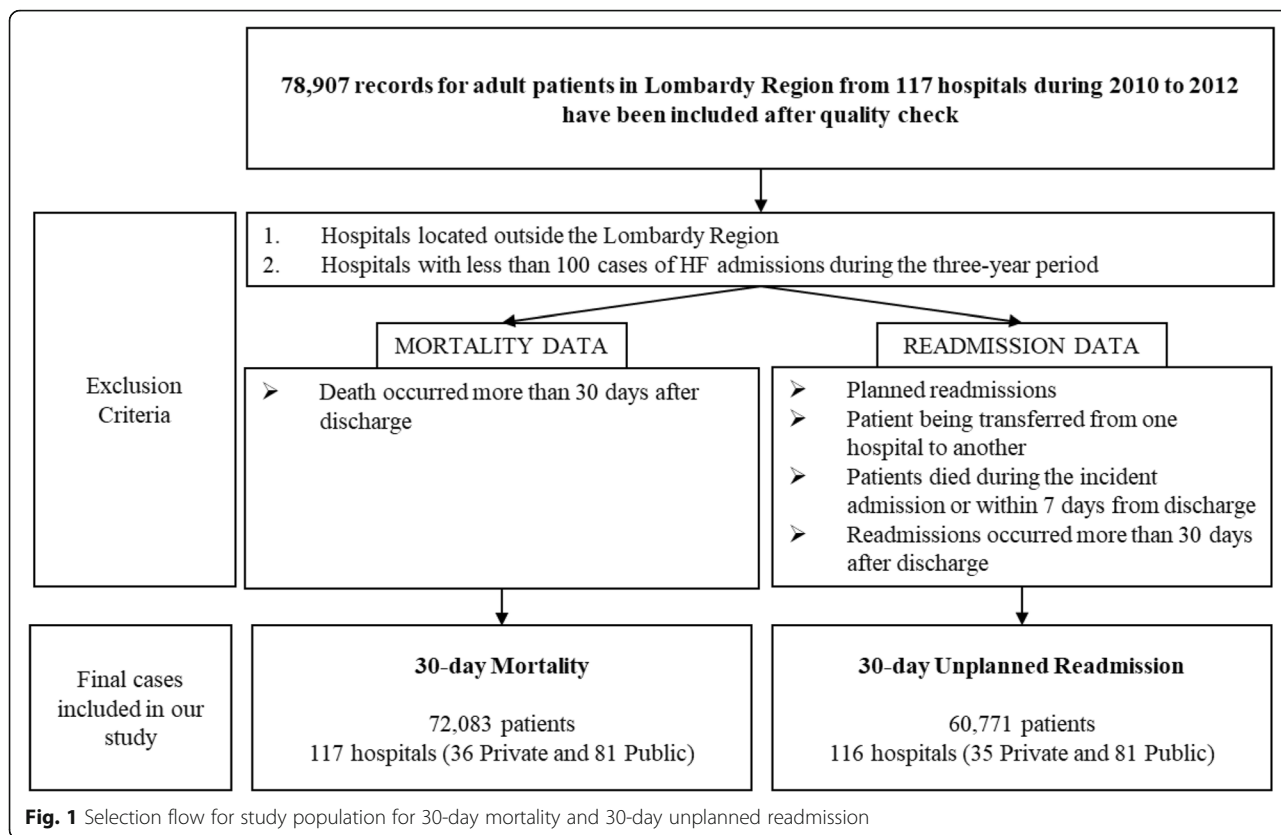 78,907 records for adult patients in Lombardy Region from 117 hospitals during 2010 to 2012
have been included after quality check
Exclusion
Criteria
1. Hospitals located outside the Lombardy Region
2. Hospitals with less than 100 cases of HF admissions during the three-year period
MORTALITY DATA
➢ Death occurred more than 30 days after
discharge
READMISSION DATA
➢ Planned readmissions
➢ Patient being transferred from one
hospital to another
➢ Patients died during the incident
admission or within 7 days from discharge
➢ Readmissions occurred more than 30 days
after discharge
Final cases
included in our
study
30-day Mortality
72,083 patients
117 hospitals (36 Private and 81 Public)
30-day Unplanned Readmission
60,771 patients
116 hospitals (35 Private and 81 Public)
Fig. 1 Selection flow for study population for 30-day mortality and 30-day unplanned readmission